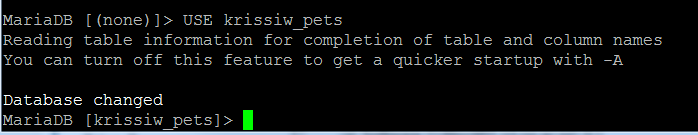 MariaDB [(none)]> USE krissiw_pets
Reading table information for completion of table and column names
You can turn off this feature to get a quicker startup with -A
Database changed
MariaDB [krissiw_pets]>